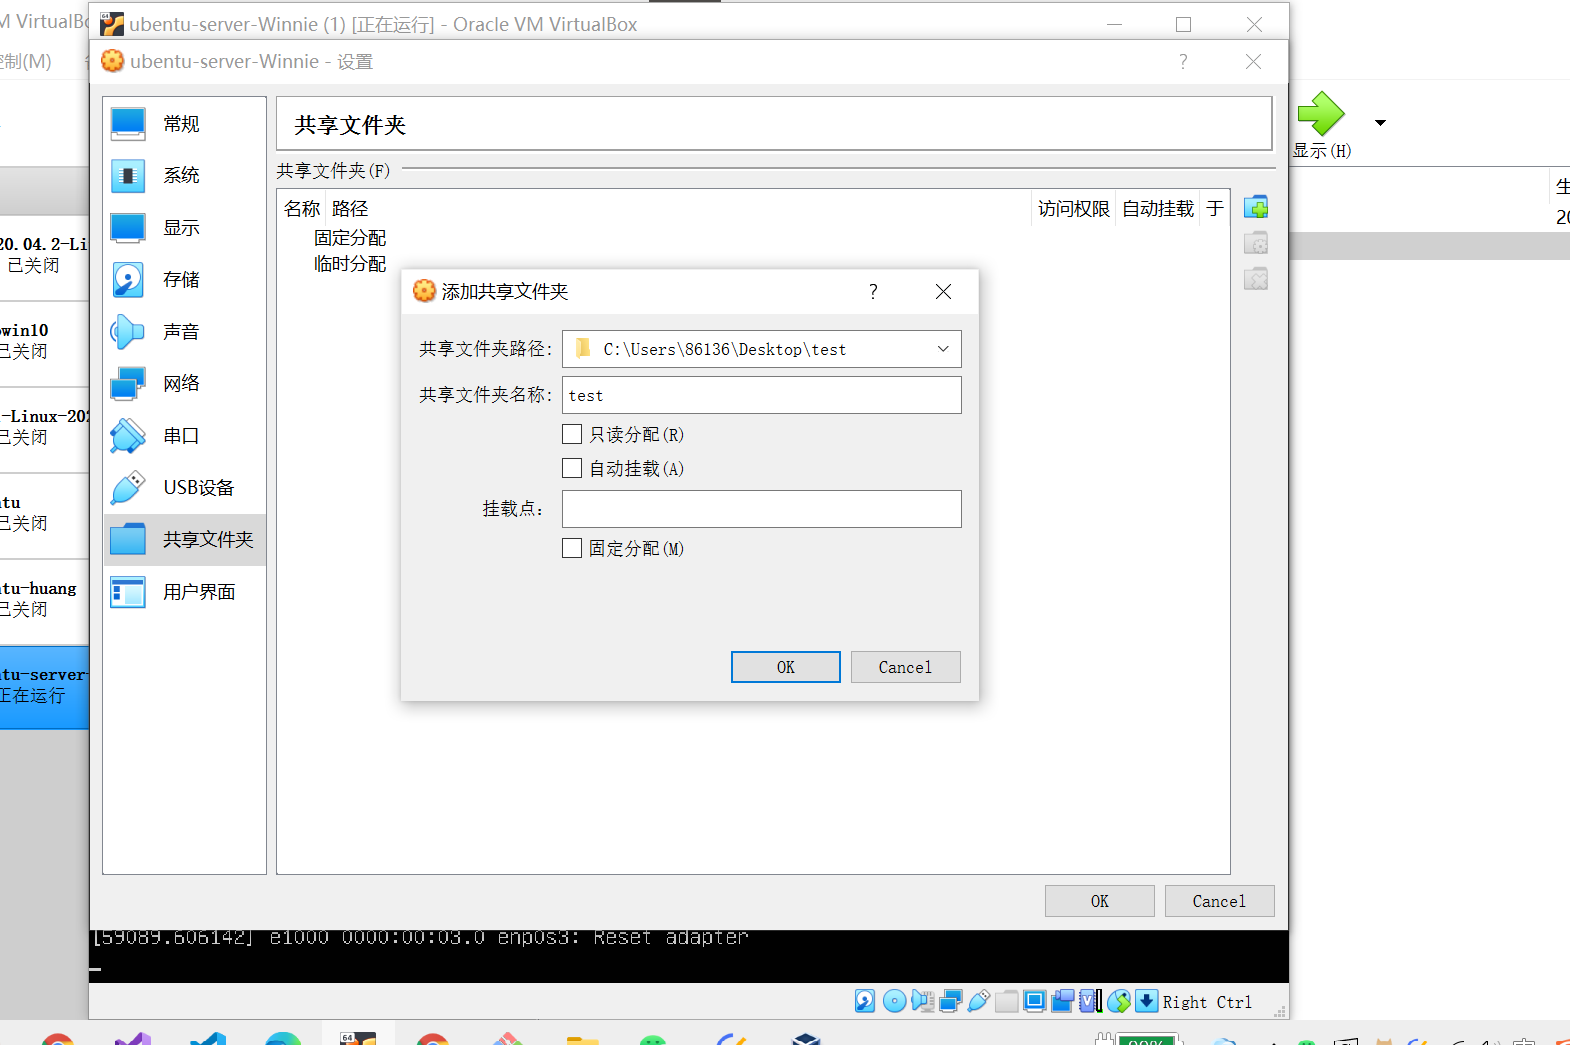 M VirtualBo
ubentu-server-Winnie (1) [正在运行] - Oracle VM VirtualBox
控制(M)
ubentu-server-Winnie - 设置
?
常规
系统
显示
存储
声音
网络
串口
USB设备
共享文件夹
用户界面
共享文件夹
共享文件夹(F)
名称 路径 访问权限 自动挂载 于
固定分配
临时分配
添加共享文件夹 ?
共享文件夹路径: C:\Users\86136\Desktop\test
共享文件夹名称: test
只读分配(R)
自动挂载(A)
挂载点:
固定分配(M)
OK Cancel
OK Cancel
显示(H)
生
20
20.04.2-Li
已关闭
win10
已关闭
-Linux-202
已关闭
tu
已关闭
tu-huang
已关闭
tu-server-
正在运行
[59089.606142] e1000 0000:00:03.0 enp0s3: Reset adapter
Right Ctrl
64
98%